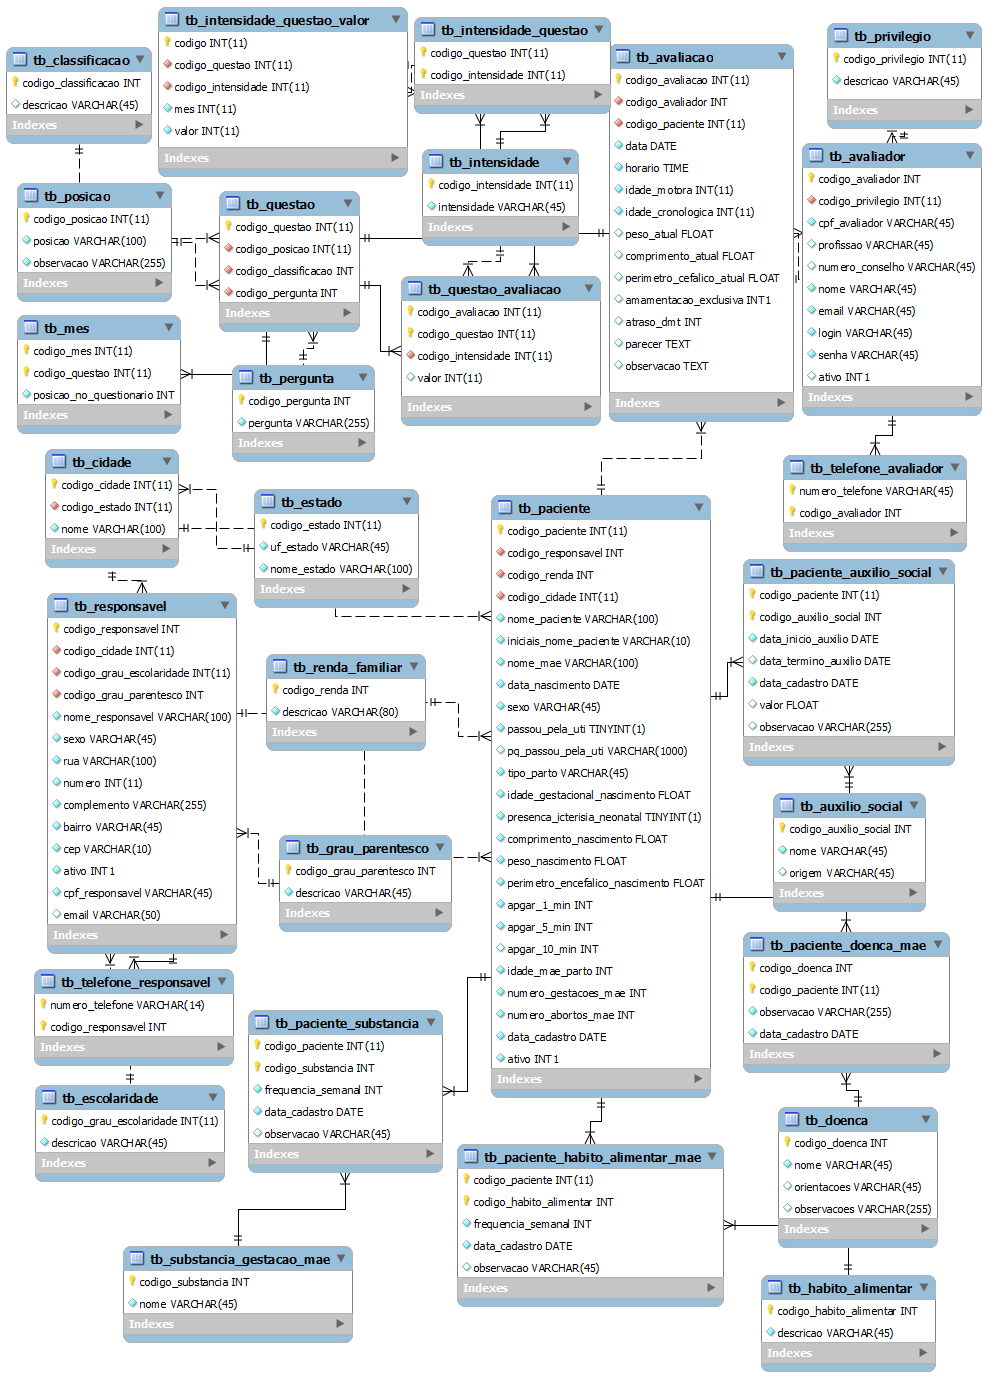 tb_classificacao
codigo_classificacao INT
descricao VARCHAR(45)
Indexes
tb_intensidade_questao_valor
codigo INT(11)
codigo_questao INT(11)
codigo_intensidade INT(11)
mes INT(11)
valor INT(11)
Indexes
tb_intensidade_questao
codigo_questao INT(11)
codigo_intensidade INT(11)
Indexes
tb_avaliacao
codigo_avaliacao INT(11)
codigo_avaliador INT
codigo_paciente INT(11)
data DATE
horario TIME
idade_motora INT(11)
idade_cronologica INT(11)
peso_atual FLOAT
comprimento_atual FLOAT
perimetro_cefalico_atual FLOAT
amamentacao_exclusiva INT1
atraso_dmt INT
parecer TEXT
observacao TEXT
Indexes
tb_privilegio
codigo_privilegio INT(11)
descricao VARCHAR(45)
Indexes
tb_avaliador
codigo_avaliador INT
codigo_privilegio INT(11)
cpf_avaliador VARCHAR(45)
profissao VARCHAR(45)
numero_conselho VARCHAR(45)
nome VARCHAR(45)
email VARCHAR(45)
login VARCHAR(45)
senha VARCHAR(45)
ativo INT1
Indexes
tb_intensidade
codigo_intensidade INT(11)
intensidade VARCHAR(45)
Indexes
tb_posicao
codigo_posicao INT(11)
posicao VARCHAR(100)
observacao VARCHAR(255)
Indexes
tb_questao
codigo_questao INT(11)
codigo_posicao INT(11)
codigo_classificacao INT
codigo_pergunta INT
Indexes
tb_questao_avaliacao
codigo_avaliacao INT(11)
codigo_questao INT(11)
codigo_intensidade INT(11)
valor INT(11)
Indexes
tb_mes
codigo_mes INT(11)
codigo_questao INT(11)
posicao_no_questionario INT
Indexes
tb_pergunta
codigo_pergunta INT
pergunta VARCHAR(255)
Indexes
tb_cidade
codigo_cidade INT(11)
codigo_estado INT(11)
nome VARCHAR(100)
Indexes
tb_estado
codigo_estado INT(11)
uf_estado VARCHAR(45)
nome_estado VARCHAR(100)
Indexes
tb_telefone_avaliador
numero_telefone VARCHAR(45)
codigo_avaliador INT
Indexes
tb_paciente
codigo_paciente INT(11)
codigo_responsavel INT
codigo_renda INT
codigo_cidade INT(11)
nome_paciente VARCHAR(100)
iniciais_nome_paciente VARCHAR(10)
nome_mae VARCHAR(100)
data_nascimento DATE
sexo VARCHAR(45)
passou_pela_uti TINYINT(1)
pq_passou_pela_uti VARCHAR(1000)
tipo_parto VARCHAR(45)
idade_gestacional_nascimento FLOAT
presenca_ictericia_neonatal TINYINT(1)
comprimento_nascimento FLOAT
peso_nascimento FLOAT
perimetro_encefalico_nascimento FLOAT
apgar_1_min INT
apgar_5_min INT
apgar_10_min INT
idade_mae_parto INT
numero_gestacoes_mae INT
numero_abortos_mae INT
data_cadastro DATE
ativo INT1
Indexes
tb_paciente_auxilio_social
codigo_paciente INT(11)
codigo_auxilio_social INT
data_inicio_auxilio DATE
data_termino_auxilio DATE
data_cadastro DATE
valor FLOAT
observacao VARCHAR(255)
Indexes
tb_responsavel
codigo_responsavel INT
codigo_cidade INT(11)
codigo_grau_escolaridade INT(11)
codigo_grau_parentesco INT
nome_responsavel VARCHAR(100)
sexo VARCHAR(45)
rua VARCHAR(100)
numero INT(11)
complemento VARCHAR(255)
bairro VARCHAR(45)
cep VARCHAR(10)
ativo INT1
cpf_responsavel VARCHAR(45)
email VARCHAR(50)
Indexes
tb_renda_familiar
codigo_renda INT
descricao VARCHAR(80)
Indexes
tb_grau_parentesco
codigo_grau_parentesco INT
descricao VARCHAR(45)
Indexes
tb_auxilio_social
codigo_auxilio_social INT
nome VARCHAR(45)
origem VARCHAR(45)
Indexes
tb_paciente_doenca_mae
codigo_doenca INT
codigo_paciente INT(11)
observacao VARCHAR(255)
data_cadastro DATE
Indexes
tb_telefone_responsavel
numero_telefone VARCHAR(14)
codigo_responsavel INT
Indexes
tb_paciente_substancia
codigo_paciente INT(11)
codigo_substancia INT
frequencia_semanal INT
data_cadastro DATE
observacao VARCHAR(45)
Indexes
tb_escolaridade
codigo_grau_escolaridade INT(11)
descricao VARCHAR(45)
Indexes
tb_doenca
codigo_doenca INT
nome VARCHAR(45)
orientacoes VARCHAR(45)
observacoes VARCHAR(255)
Indexes
tb_paciente_habito_alimentar_mae
codigo_paciente INT(11)
codigo_habito_alimentar INT
frequencia_semanal INT
data_cadastro DATE
observacao VARCHAR(45)
Indexes
tb_substancia_gestacao_mae
codigo_substancia INT
nome VARCHAR(45)
Indexes
tb_habito_alimentar
codigo_habito_alimentar INT
descricao VARCHAR(45)
Indexes